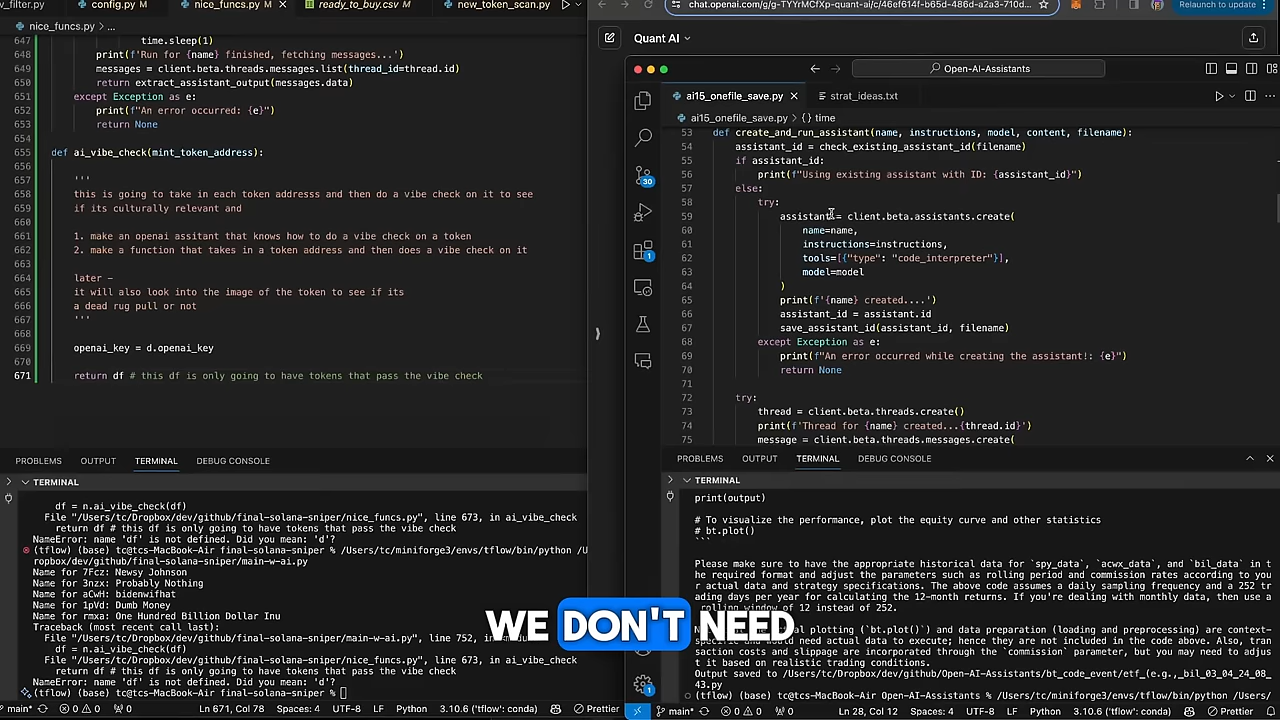 v_filter.py
config.py M
nice_funcs.py M
ready_to_buy.csv M
new_token_scan.py
nice_funcs.py > ...
647 time.sleep(1)
648 print(f'Run for {name} finished, fetching messages...')
649 messages = client.beta.threads.messages.list(thread_id=thread.id)
650 return extract_assistant_output(messages.data)
651 except Exception as e:
652 print(f"An error occurred: {e}")
653 return None
654
655 def ai_vibe_check(mint_token_address):
656
657 '''
658 this is going to take in each token addresss and then do a vibe check on it to see
659 if its culturally relevant and
660
661 1. make an openai assitant that knows how to do a vibe check on a token
662 2. make a function that takes in a token address and then does a vibe check on it
663
664 later -
665 it will also look into the image of the token to see if its
666 a dead rug pull or not
667 '''
668
669 openai_key = d.openai_key
670
671 return df # this df is only going to have tokens that pass the vibe check
PROBLEMS OUTPUT TERMINAL DEBUG CONSOLE
TERMINAL
df = n.ai_vibe_check(df)
File "/Users/tc/Dropbox/dev/github/final-solana-sniper/nice_funcs.py", line 673, in ai_vibe_check
return df # this df is only going to have tokens that pass the vibe check
NameError: name 'df' is not defined. Did you mean: 'd'?
(tflow) (base) tc@tcs-MacBook-Air final-solana-sniper % /Users/tc/miniforge3/envs/tflow/bin/python /U
ropbox/dev/github/final-solana-sniper/main-w-ai.py
Name for 7Fcz: Newsy Johnson
Name for 3nzx: Probably Nothing
Name for aCwH: bidenwifhat
Name for 1pVd: Dumb Money
Name for rmxa: One Hundred Billion Dollar Inu
Traceback (most recent call last):
File "/Users/tc/Dropbox/dev/github/final-solana-sniper/main-w-ai.py", line 752, in
df = n.ai_vibe_check(df)
File "/Users/tc/Dropbox/dev/github/final-solana-sniper/nice_funcs.py", line 673, in ai_vibe_check
return df # this df is only going to have tokens that pass the vibe check
NameError: name 'df' is not defined. Did you mean: 'd'?
(tflow) (base) tc@tcs-MacBook-Air final-solana-sniper %
main* 0 0 0 Ln 671, Col 78 Spaces: 4 UTF-8 LF Python 3.10.6 ('tflow': conda) Prettier
chat.openai.com/g/g-TYYrMCfXp-quant-ai/c/46ef614f-b65d-486d-a2a3-710d...
Relaunch to update
Quant AI
Open-AI-Assistants
ai15_onefile_save.py
strat_ideas.txt
ai15_onefile_save.py > {} time
53 def create_and_run_assistant(name, instructions, model, content, filename):
54 assistant_id = check_existing_assistant_id(filename)
55 if assistant_id:
56 print(f"Using existing assistant with ID: {assistant_id}")
57 else:
58 try:
59 assistant = client.beta.assistants.create(
60 name=name,
61 instructions=instructions,
62 tools=[{"type": "code_interpreter"}],
63 model=model
64 )
65 print(f'{name} created....')
66 assistant_id = assistant.id
67 save_assistant_id(assistant_id, filename)
68 except Exception as e:
69 print(f"An error occurred while creating the assistant!: {e}")
70 return None
71
72 try:
73 thread = client.beta.threads.create()
74 print(f'Thread for {name} created...{thread.id}')
75 message = client.beta.threads.messages.create(
30
1
PROBLEMS OUTPUT TERMINAL DEBUG CONSOLE
TERMINAL
print(output)
# To visualize the performance, plot the equity curve and other statistics
# bt.plot()
```
Please make sure to have the appropriate historical data for `spy_data`, `acwx_data`, and `bil_data` in t
he required format and adjust the parameters such as rolling period and commission rates according to you
r actual data and strategy specifications. The above code assumes a daily sampling frequency and a 252 tr
ading days per year for calculating the 12-month returns. If you're dealing with monthly data, then use a
rolling window of 12 instead of 252.
plotting (`bt.plot()`) and data preparation (loading and preprocessing) are context-
specific and would need actual data to execute; hence they are not included in the code above. Also, tran
saction costs and slippage are incorporated through the `commission` parameter, but you may need to adjus
t it based on realistic trading conditions.
Output saved to /Users/tc/Dropbox/dev/github/Open-AI-Assistants/bt_code_event/etf_(e.g.,_bil_03_04_24_08_
43.py
(tflow) (base) tc@tcs-MacBook-Air Open-AI-Assistants % /Users/tc/miniforge3/envs/tflow/bin/python /Users/
1
main* 0 0 0 Ln 28, Col 12 Spaces: 4 UTF-8 LF Python 3.10.6 ('tflow': conda) Prettier
WE DON'T NEED